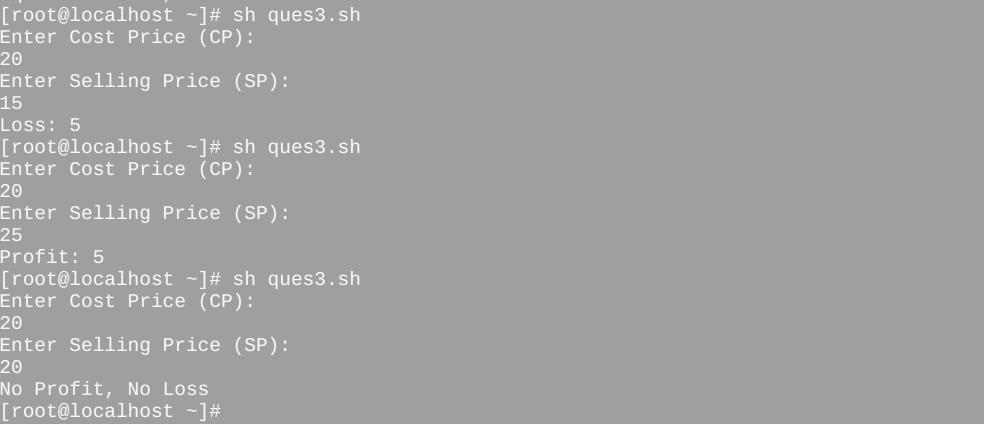 [root@localhost ~]# sh ques3.sh
Enter Cost Price (CP):
20
Enter Selling Price (SP):
15
Loss: 5
[root@localhost ~]# sh ques3.sh
Enter Cost Price (CP):
20
Enter Selling Price (SP):
25
Profit: 5
[root@localhost ~]# sh ques3.sh
Enter Cost Price (CP):
20
Enter Selling Price (SP):
20
No Profit, No Loss
[root@localhost ~]#